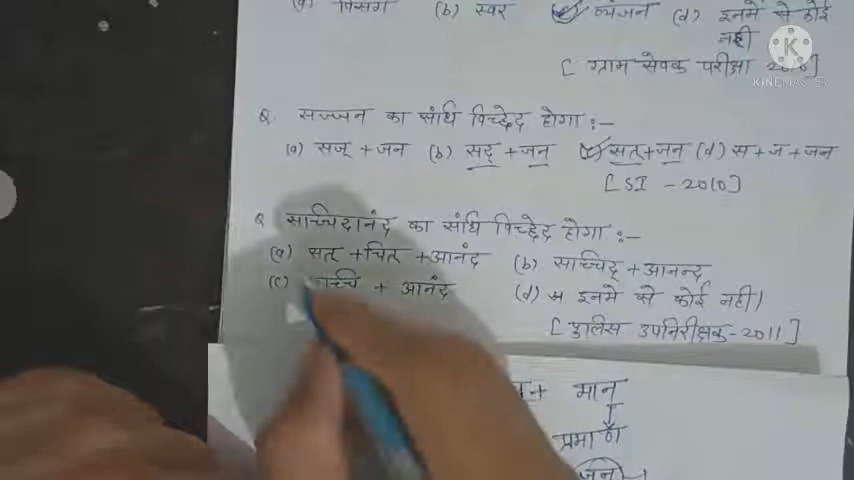 (b) स्वर व्यंजन (d) इनमें से कोई
नही
[ ग्राम सेवक परीक्षा 2010]
KINEMASTER
Q. सज्जन का संधि विच्छेद होगा :-
(a) सज् + जन (b) सद् + जन सत् + जन (d) स + ज + जन
[SI - 2010]
Q सच्चिदानंद का संधि विच्छेद होगा :-
(a) सत् + चित् + आनंद (b) सच्चिद् + आनन्द
(c) + आनंद (d) इनमे से कोई नही।
[पुलिस उपनिरीक्षक - 2011]
+ मान
प्रमाण